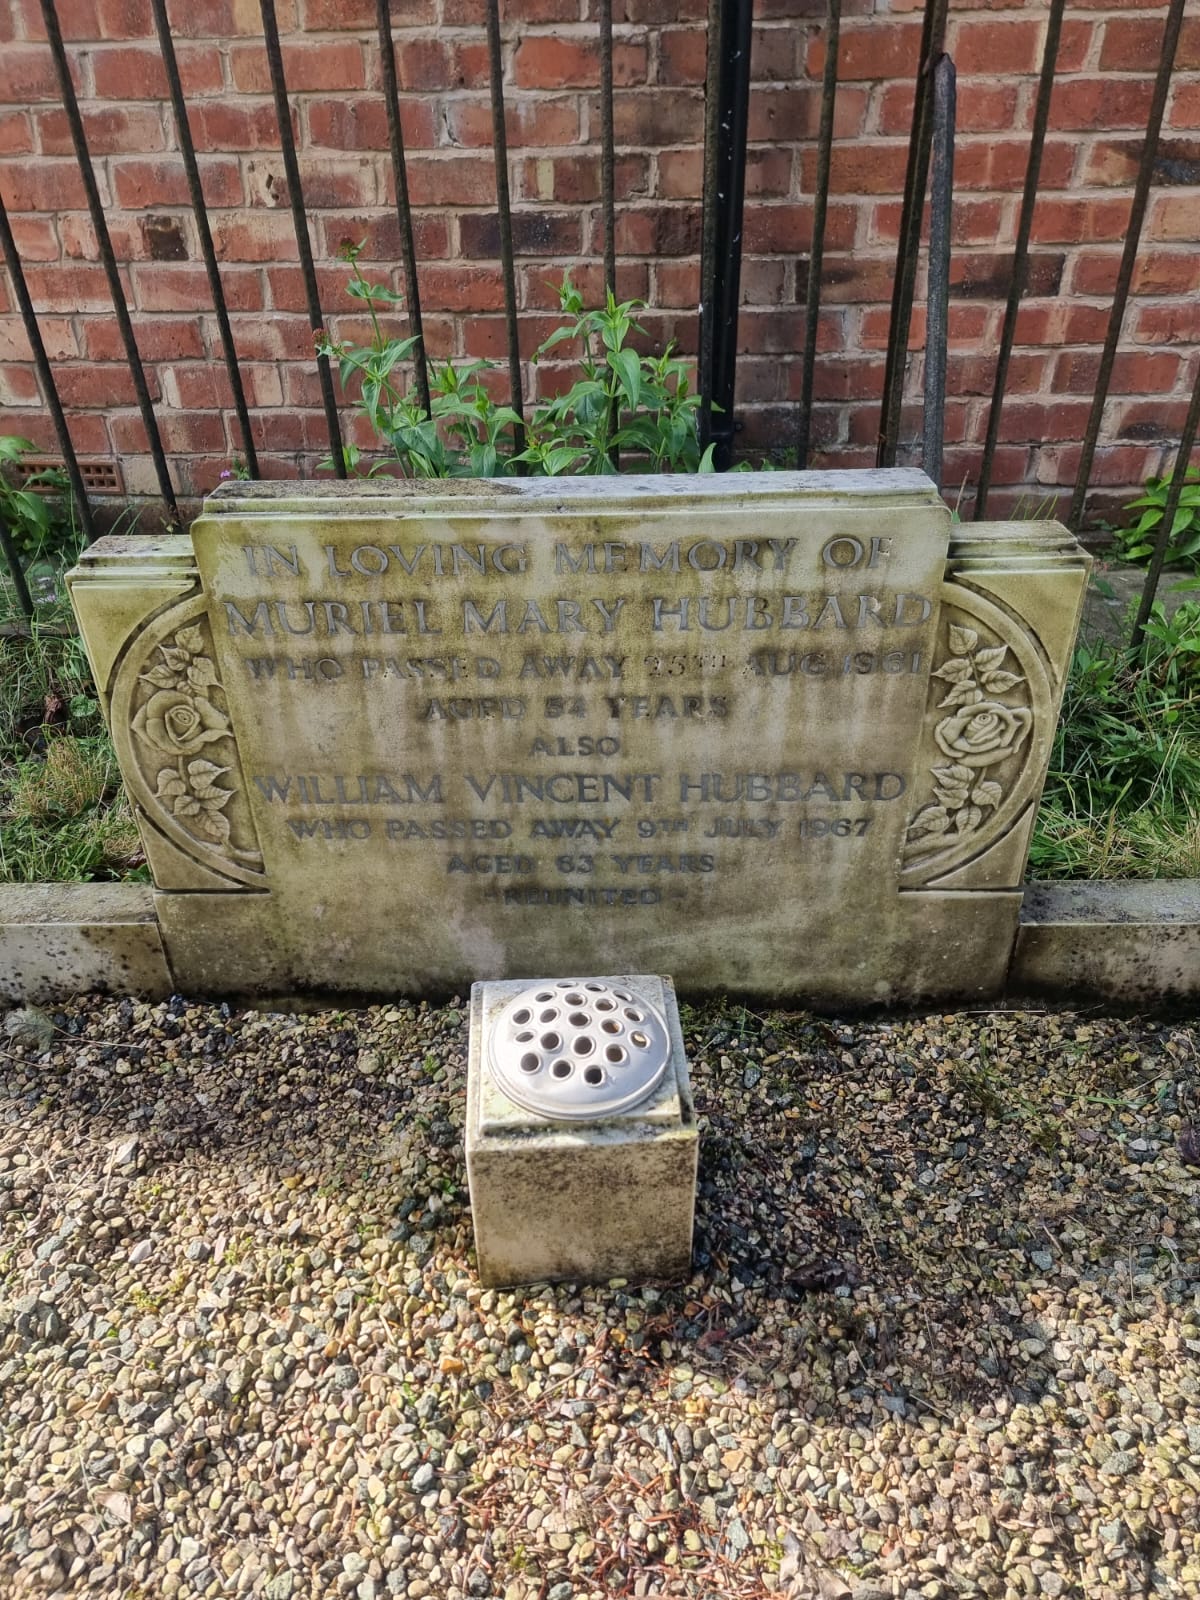 IN LOVING MEMORY OF
MURIEL MARY HUBBARD
WHO PASSED AWAY 25TH AUG 1961
AGED 54 YEARS
ALSO
WILLIAM VINCENT HUBBARD
WHO PASSED AWAY 9TH JULY 1967
AGED 63 YEARS
- REUNITED -